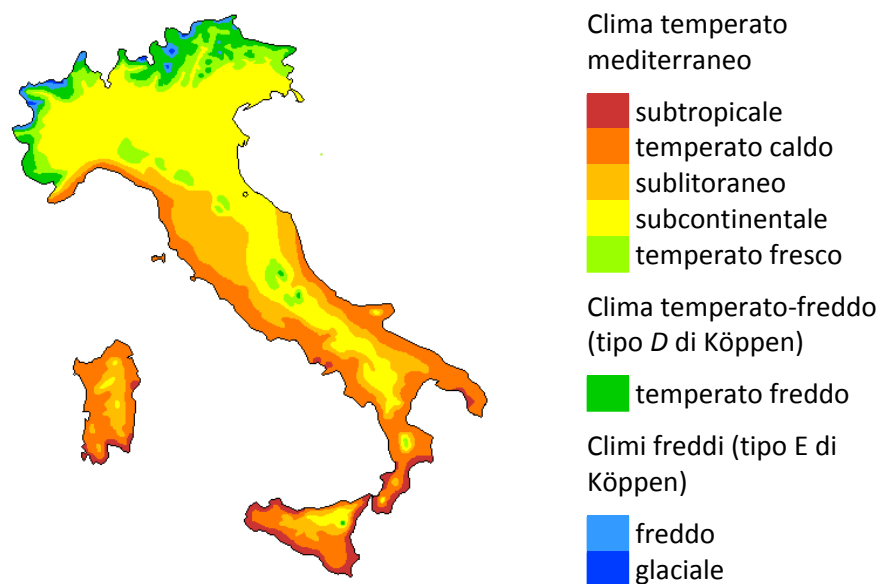 Clima temperato
mediterraneo
subtropicale
temperato caldo
sublitoraneo
subcontinentale
temperato fresco
Clima temperato-freddo
(tipo D di Köppen)
temperato freddo
Climi freddi (tipo E di
Köppen)
freddo
glaciale